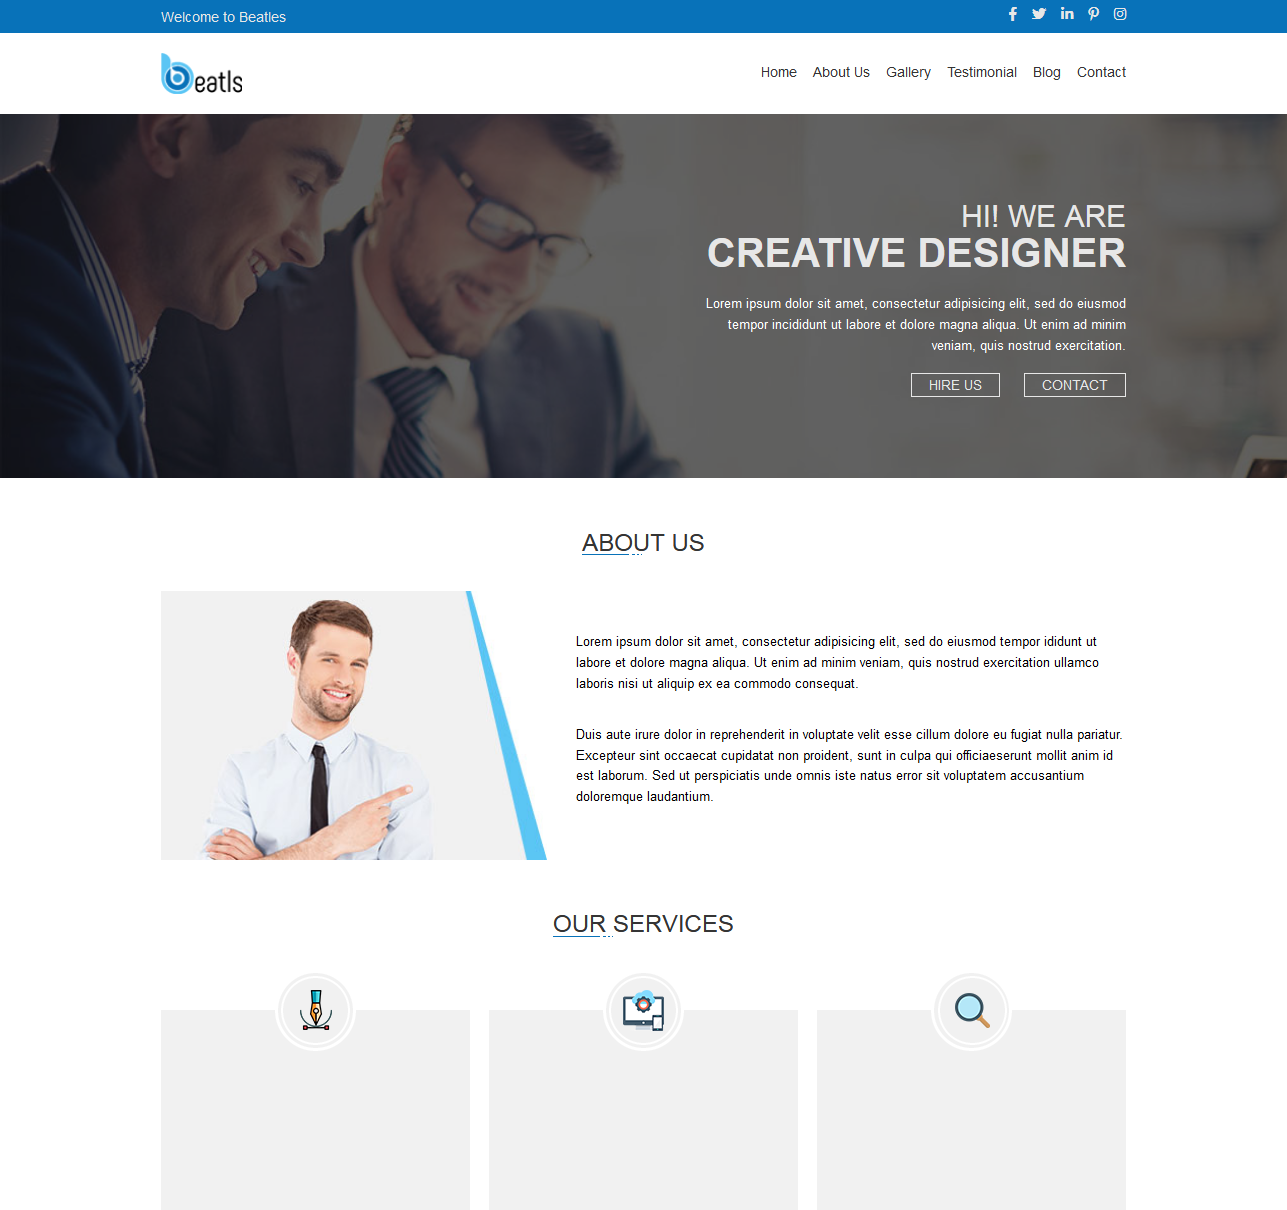 Welcome to Beatles
beatls
Home About Us Gallery Testimonial Blog Contact
HI! WE ARE
CREATIVE DESIGNER
Lorem ipsum dolor sit amet, consectetur adipisicing elit, sed do eiusmod
tempor incididunt ut labore et dolore magna aliqua. Ut enim ad minim
veniam, quis nostrud exercitation.
HIRE US CONTACT
ABOUT US
Lorem ipsum dolor sit amet, consectetur adipisicing elit, sed do eiusmod tempor ididunt ut
labore et dolore magna aliqua. Ut enim ad minim veniam, quis nostrud exercitation ullamco
laboris nisi ut aliquip ex ea commodo consequat.
Duis aute irure dolor in reprehenderit in voluptate velit esse cillum dolore eu fugiat nulla pariatur.
Excepteur sint occaecat cupidatat non proident, sunt in culpa qui officiaeserunt mollit anim id
est laborum. Sed ut perspiciatis unde omnis iste natus error sit voluptatem accusantium
doloremque laudantium.
OUR SERVICES